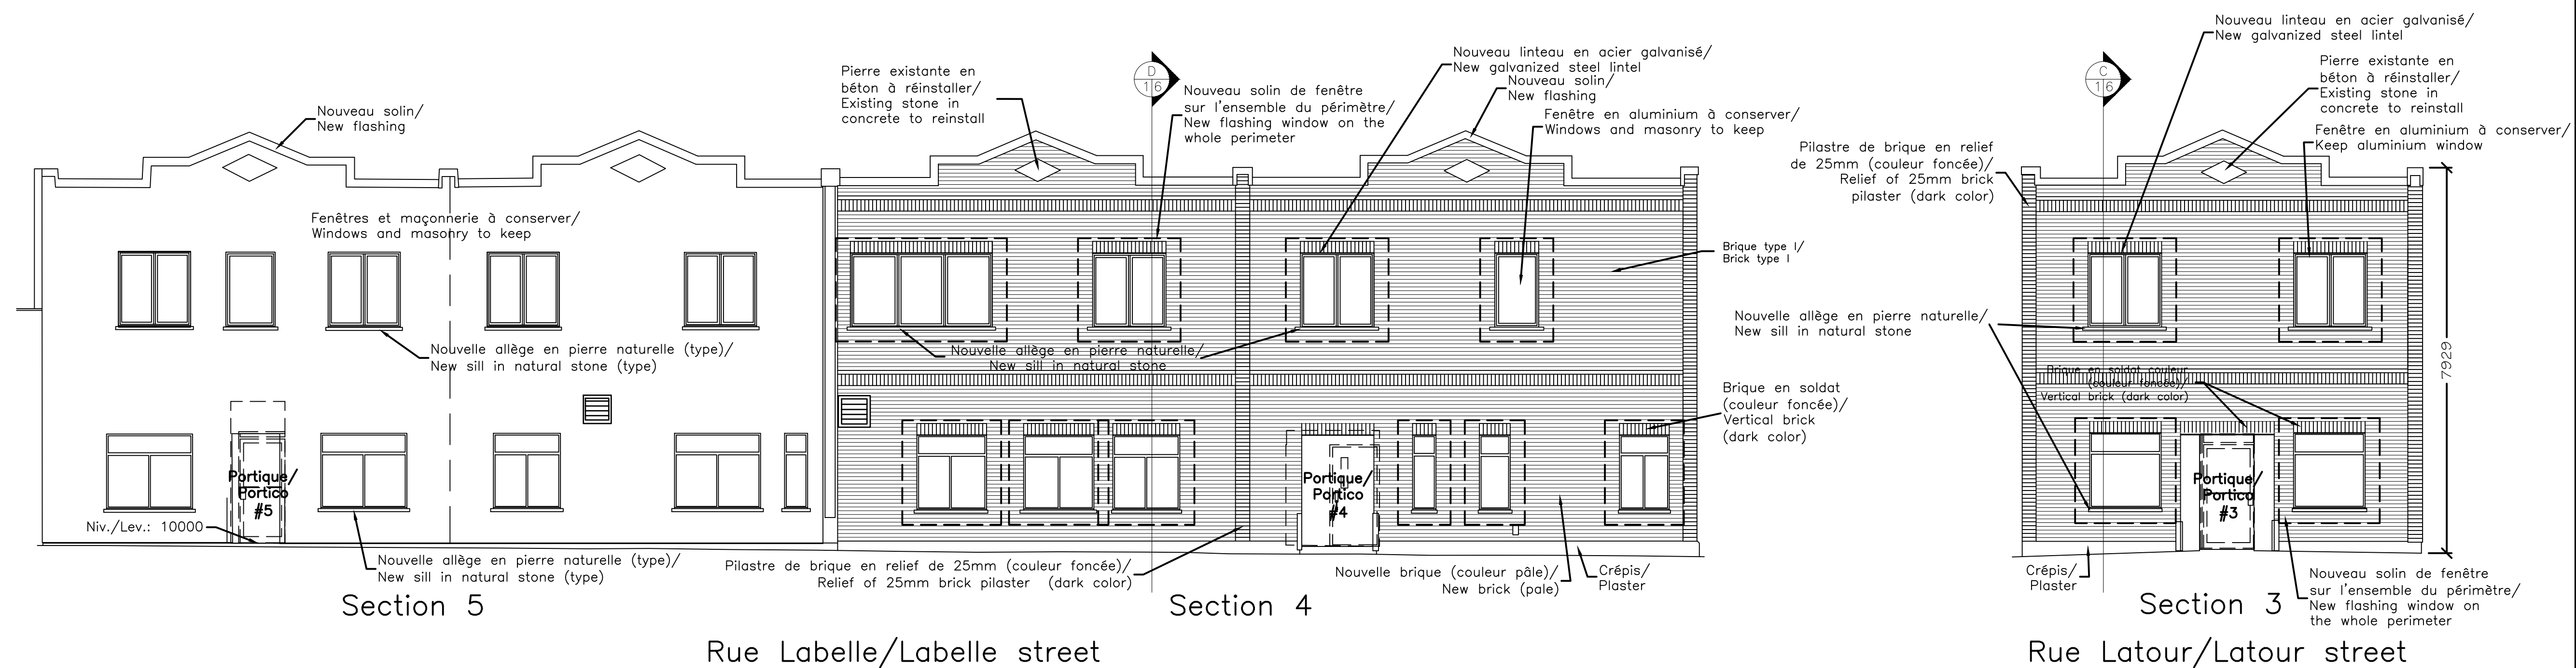 Nouveau solin/
New flashing
Fenêtres et maçonnerie à conserver/
Windows and masonry to keep
Nouvelle allège en pierre naturelle (type)/
New sill in natural stone (type)
Portique/
Portico
#5
Niv./Lev.: 10000
Nouvelle allège en pierre naturelle (type)/
New sill in natural stone (type)
Section 5
Pierre existante en
béton à réinstaller/
Existing stone in
concrete to reinstall
D
16
Nouveau solin de fenêtre
sur l'ensemble du périmètre/
New flashing window on the
whole perimeter
Nouveau linteau en acier galvanisé/
New galvanized steel lintel
Nouveau solin/
New flashing
Fenêtre en aluminium à conserver/
Windows and masonry to keep
Brique type I/
Brick type I
Nouvelle allège en pierre naturelle/
New sill in natural stone
Brique en soldat
(couleur foncée)/
Vertical brick
(dark color)
Portique/
Portico
#4
Pilastre de brique en relief de 25mm (couleur foncée)/
Relief of 25mm brick pilaster (dark color)
Nouvelle brique (couleur pâle)/
New brick (pale)
Crépis/
Plaster
Section 4
Rue Labelle/Labelle street
Nouveau linteau en acier galvanisé/
New galvanized steel lintel
C
16
Pierre existante en
béton à réinstaller/
Existing stone in
concrete to reinstall
Fenêtre en aluminium à conserver/
Keep aluminium window
Pilastre de brique en relief
de 25mm (couleur foncée)/
Relief of 25mm brick
pilaster (dark color)
Nouvelle allège en pierre naturelle/
New sill in natural stone
7929
Brique en soldat couleur
(couleur foncée)/
Vertical brick (dark color)
Portique/
Portico
#3
Crépis/
Plaster
Nouveau solin de fenêtre
sur l'ensemble du périmètre/
New flashing window on
the whole perimeter
Section 3
Rue Latour/Latour street